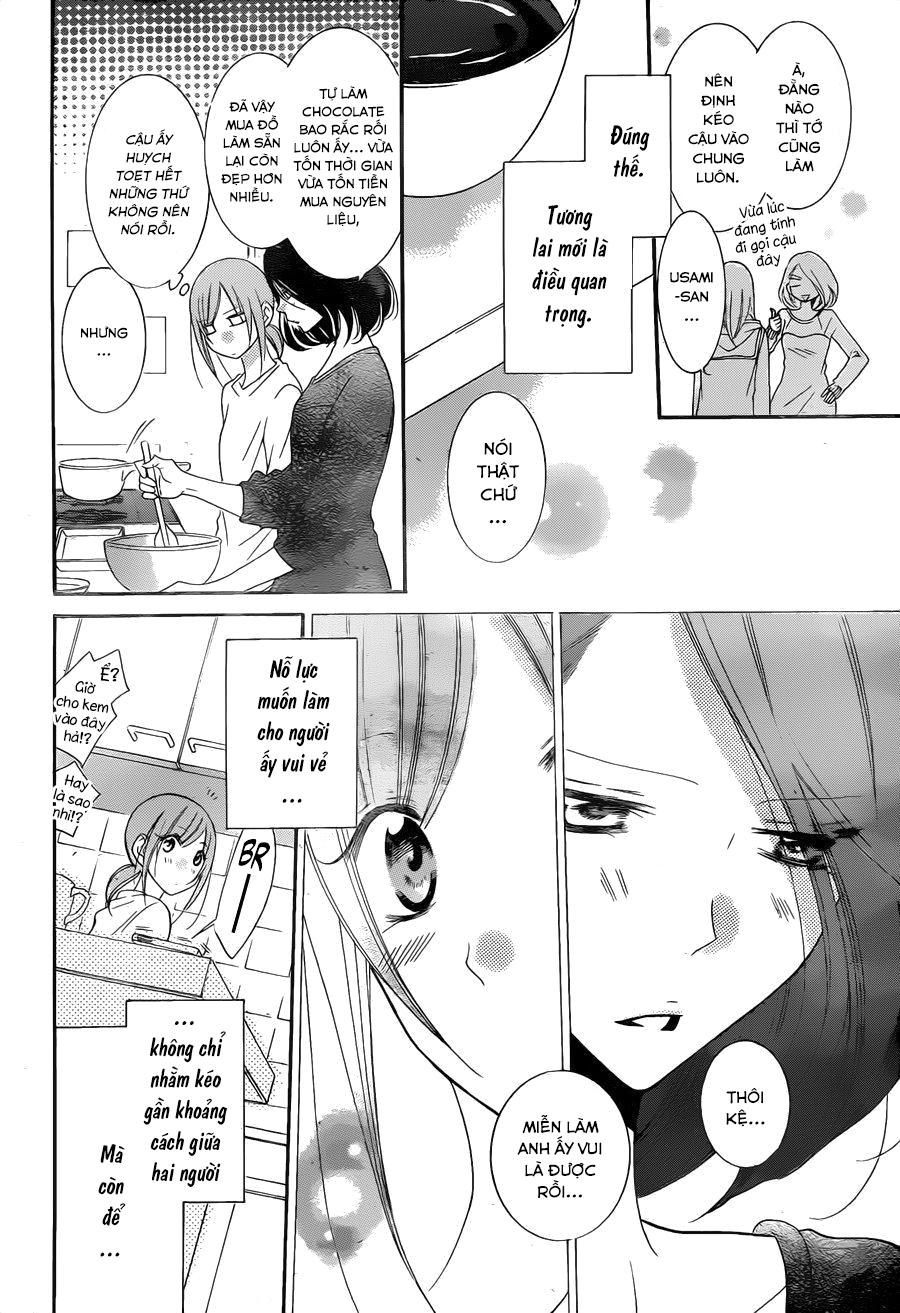 À,
ĐẰNG
NÀO
THÌ TỚ
CŨNG
LÀM
NÊN
ĐỊNH
KÉO
CẬU VÀO
CHUNG
LUÔN.
Vừa lúc
đang tính
đi gọi cậu
đây
USAMI
-SAN
Đúng
thế.
Tương
lai mới là
điều quan
trọng.
NÓI
THẬT
CHỨ
...
TỰ LÀM
CHOCOLATE
BAO RẮC RỐI
LUÔN ẤY... VỪA
TỐN THỜI GIAN
VỪA TỐN TIỀN
MUA NGUYÊN
LIỆU,
ĐÃ VẬY
MUA ĐỒ
LÀM SẴN
LẠI CÒN
ĐẸP HƠN
NHIỀU.
CẬU ẤY
HUỴCH
TOẸT HẾT
NHỮNG THỨ
KHÔNG NÊN
NÓI RỒI.
NHƯNG
...
THÔI
KỆ...
MIỄN LÀM
ANH ẤY VUI
LÀ ĐƯỢC
RỒI...
Nỗ lực
muốn làm
cho người
ấy vui vẻ
...
Ể?
Giờ
cho kem
vào đây
hả!?
Hay
là sao
nhỉ!?
BR
—
...
không chỉ
nhằm kéo
gần khoảng
cách giữa
hai người
Mà
còn
để
...